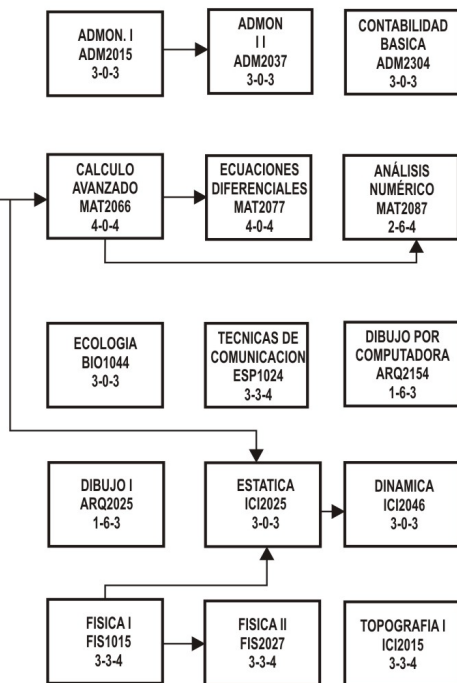 ADMON. I
ADM2015
3-0-3
ADMON
I I
ADM2037
3-0-3
CONTABILIDAD
BASICA
ADM2304
3-0-3
CALCULO
AVANZADO
MAT2066
4-0-4
ECUACIONES
DIFERENCIALES
MAT2077
4-0-4
ANÁLISIS
NUMÉRICO
MAT2087
2-6-4
ECOLOGIA
BIO1044
3-0-3
TECNICAS DE
COMUNICACION
ESP1024
3-3-4
DIBUJO POR
COMPUTADORA
ARQ2154
1-6-3
DIBUJO I
ARQ2025
1-6-3
ESTATICA
ICI2025
3-0-3
DINAMICA
ICI2046
3-0-3
FISICA I
FIS1015
3-3-4
FISICA II
FIS2027
3-3-4
TOPOGRAFIA I
ICI2015
3-3-4